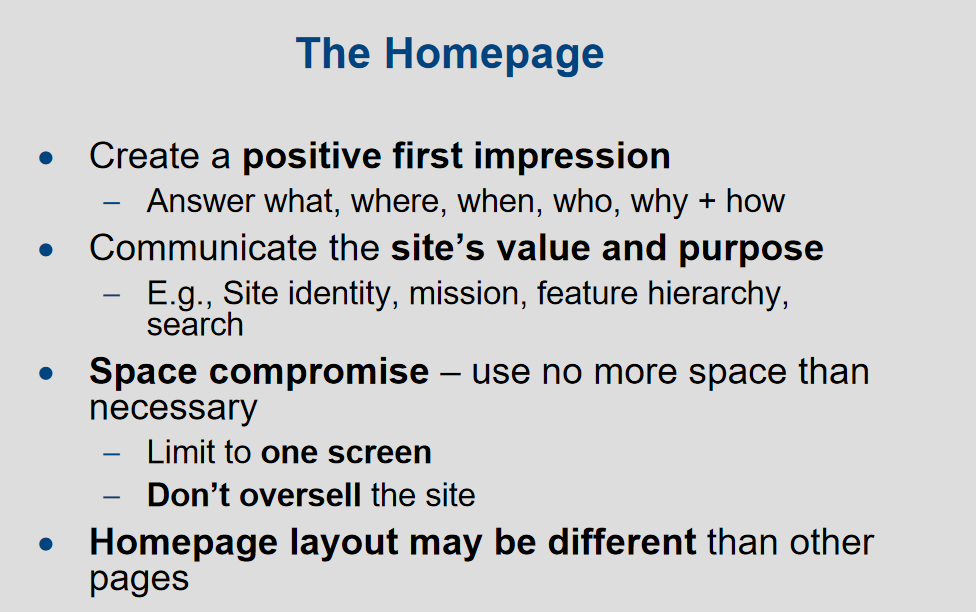 The Homepage
• Create a positive first impression
– Answer what, where, when, who, why + how
• Communicate the site’s value and purpose
– E.g., Site identity, mission, feature hierarchy,
search
• Space compromise – use no more space than
necessary
– Limit to one screen
– Don’t oversell the site
• Homepage layout may be different than other
pages